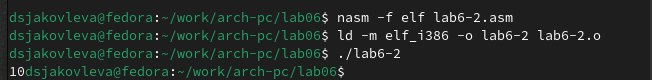 dsjakovleva@fedora:~/work/arch-pc/lab06$ nasm -f elf lab6-2.asm
dsjakovleva@fedora:~/work/arch-pc/lab06$ ld -m elf_i386 -o lab6-2 lab6-2.o
dsjakovleva@fedora:~/work/arch-pc/lab06$ ./lab6-2
10dsjakovleva@fedora:~/work/arch-pc/lab06$